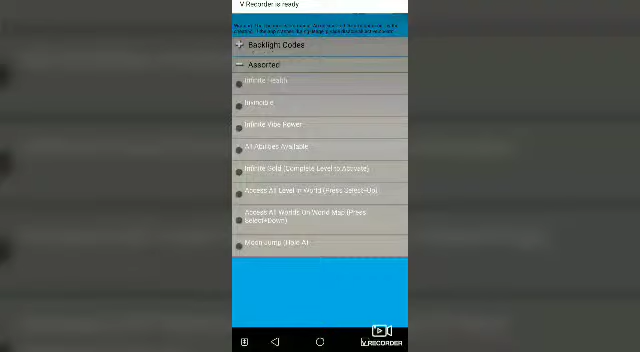 V Recorder is ready
Backlight Codes
Assorted
Infinite Health
Invincible
Infinite Vibe Power
All Abilities Available
Infinite Gold (Complete Level to Activate)
Access All Level In World (Press Select+Up)
Access All Worlds On World Map (Press
Select+Down)
Moon Jump (Hold A)
V.RECORDER